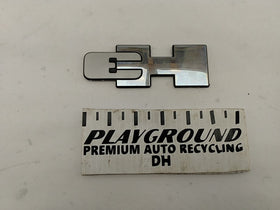 H3
PLAYGROUND
PREMIUM AUTO RECYCLING
DH